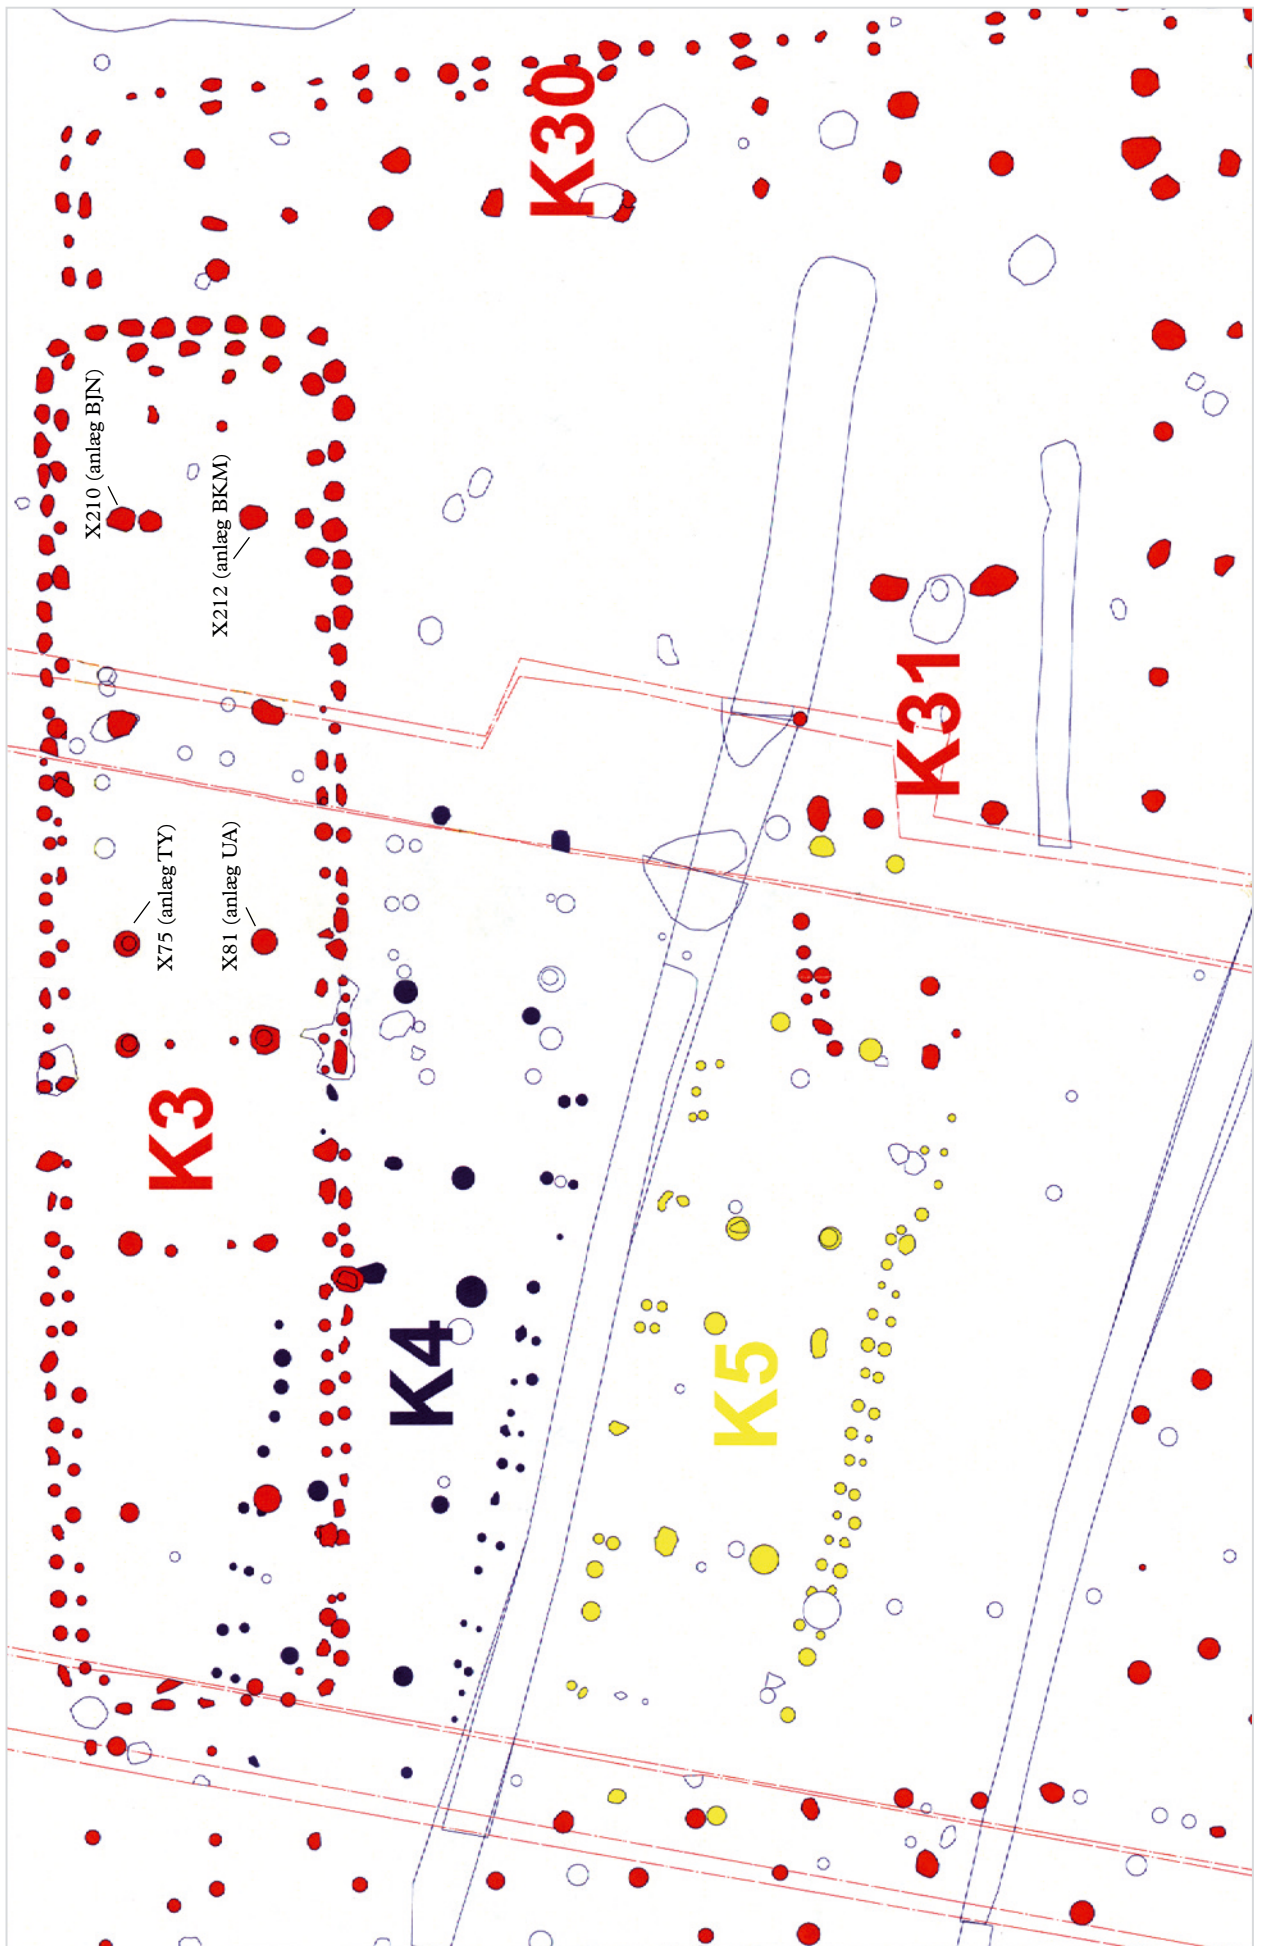 K30
X210 (anlæg BJN)
X212 (anlæg BKM)
K31
X75 (anlæg TY)
X81 (anlæg UA)
K3
K4
K5